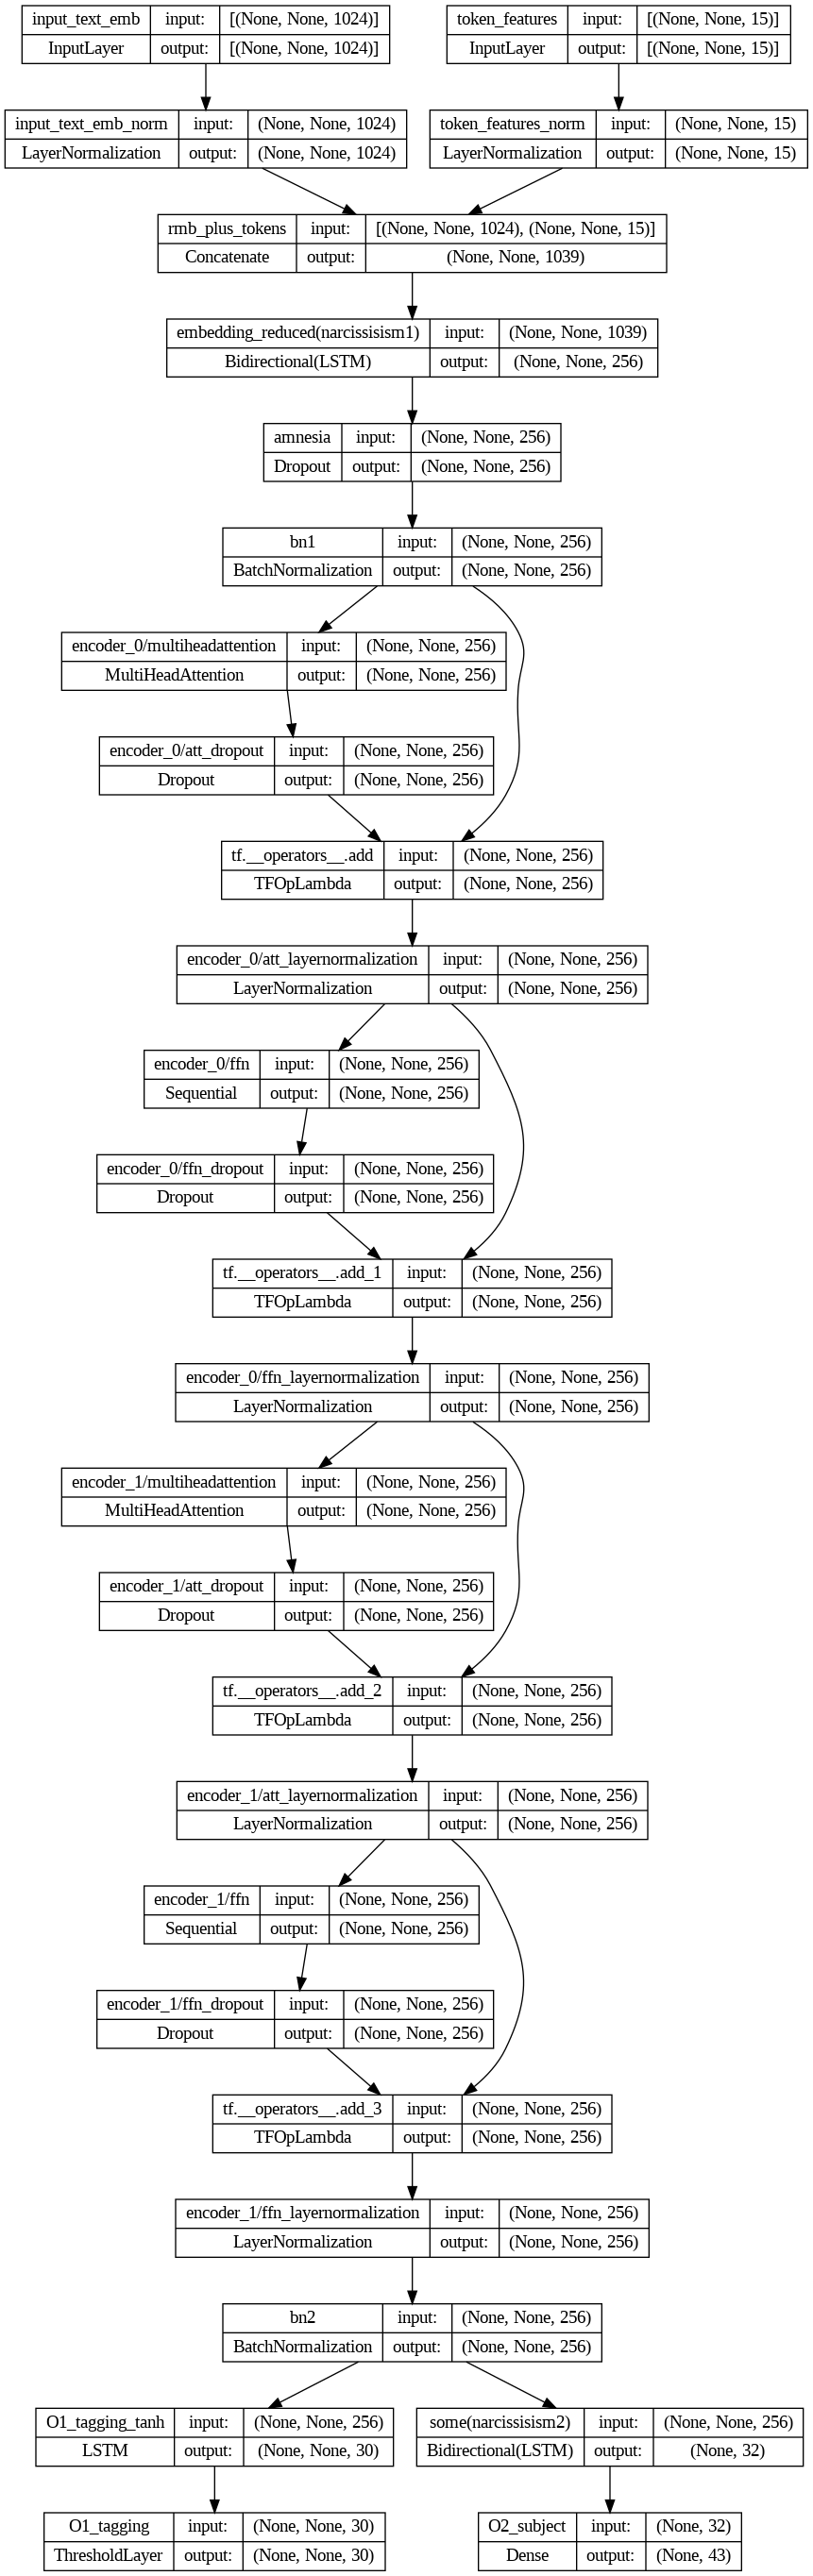 input_text_emb input: [(None, None, 1024)]
InputLayer output: [(None, None, 1024)]
token_features input: [(None, None, 15)]
InputLayer output: [(None, None, 15)]
input_text_emb_norm input: (None, None, 1024)
LayerNormalization output: (None, None, 1024)
token_features_norm input: (None, None, 15)
LayerNormalization output: (None, None, 15)
rmb_plus_tokens input: [(None, None, 1024), (None, None, 15)]
Concatenate output: (None, None, 1039)
embedding_reduced(narcissisism1) input: (None, None, 1039)
Bidirectional(LSTM) output: (None, None, 256)
amnesia input: (None, None, 256)
Dropout output: (None, None, 256)
bn1 input: (None, None, 256)
BatchNormalization output: (None, None, 256)
encoder_0/multiheadattention input: (None, None, 256)
MultiHeadAttention output: (None, None, 256)
encoder_0/att_dropout input: (None, None, 256)
Dropout output: (None, None, 256)
tf.__operators__.add input: (None, None, 256)
TFOpLambda output: (None, None, 256)
encoder_0/att_layernormalization input: (None, None, 256)
LayerNormalization output: (None, None, 256)
encoder_0/ffn input: (None, None, 256)
Sequential output: (None, None, 256)
encoder_0/ffn_dropout input: (None, None, 256)
Dropout output: (None, None, 256)
tf.__operators__.add_1 input: (None, None, 256)
TFOpLambda output: (None, None, 256)
encoder_0/ffn_layernormalization input: (None, None, 256)
LayerNormalization output: (None, None, 256)
encoder_1/multiheadattention input: (None, None, 256)
MultiHeadAttention output: (None, None, 256)
encoder_1/att_dropout input: (None, None, 256)
Dropout output: (None, None, 256)
tf.__operators__.add_2 input: (None, None, 256)
TFOpLambda output: (None, None, 256)
encoder_1/att_layernormalization input: (None, None, 256)
LayerNormalization output: (None, None, 256)
encoder_1/ffn input: (None, None, 256)
Sequential output: (None, None, 256)
encoder_1/ffn_dropout input: (None, None, 256)
Dropout output: (None, None, 256)
tf.__operators__.add_3 input: (None, None, 256)
TFOpLambda output: (None, None, 256)
encoder_1/ffn_layernormalization input: (None, None, 256)
LayerNormalization output: (None, None, 256)
bn2 input: (None, None, 256)
BatchNormalization output: (None, None, 256)
O1_tagging_tanh input: (None, None, 256)
LSTM output: (None, None, 30)
some(narcissisism2) input: (None, None, 256)
Bidirectional(LSTM) output: (None, 32)
O1_tagging input: (None, None, 30)
ThresholdLayer output: (None, None, 30)
O2_subject input: (None, 32)
Dense output: (None, 43)